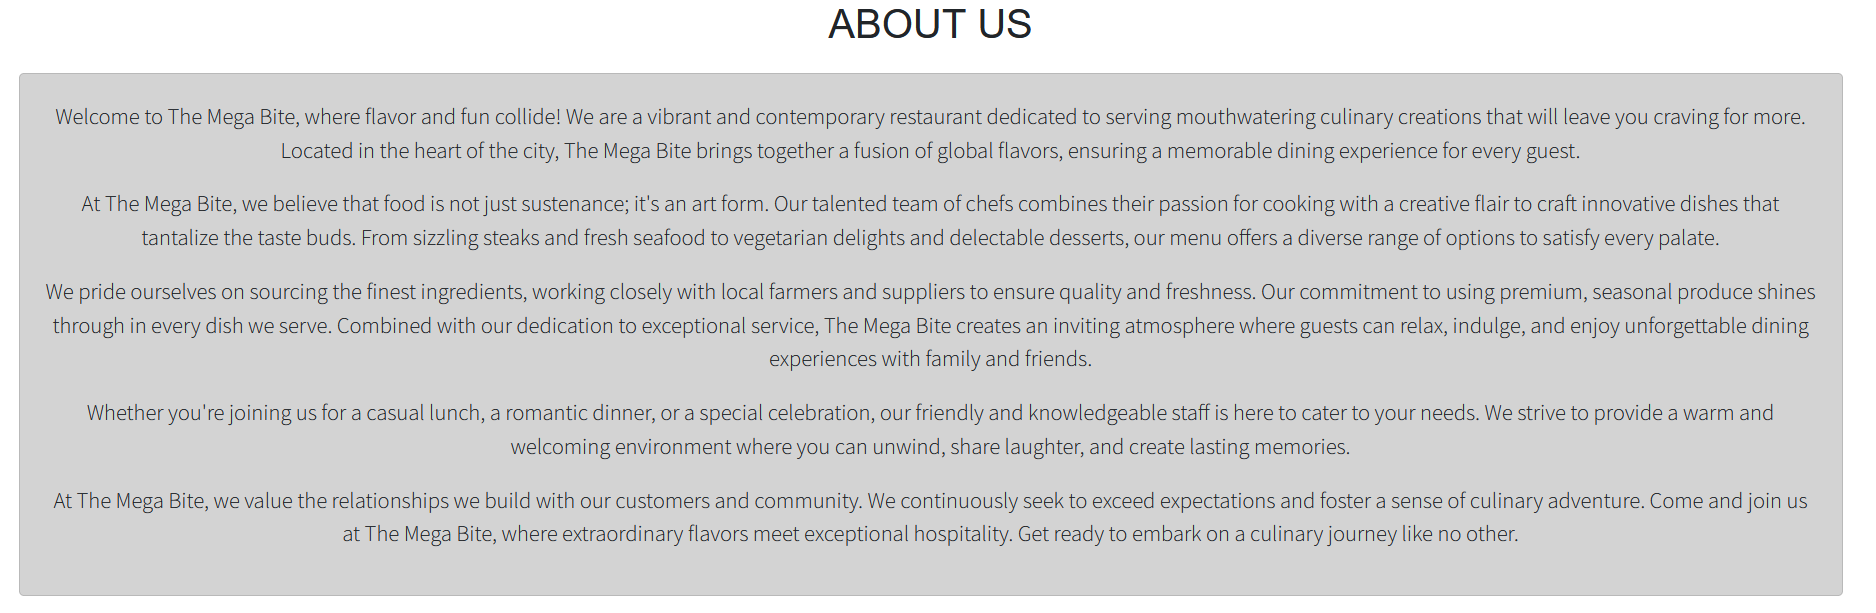 ABOUT US
Welcome to The Mega Bite, where flavor and fun collide! We are a vibrant and contemporary restaurant dedicated to serving mouthwatering culinary creations that will leave you craving for more.
Located in the heart of the city, The Mega Bite brings together a fusion of global flavors, ensuring a memorable dining experience for every guest.
At The Mega Bite, we believe that food is not just sustenance; it's an art form. Our talented team of chefs combines their passion for cooking with a creative flair to craft innovative dishes that
tantalize the taste buds. From sizzling steaks and fresh seafood to vegetarian delights and delectable desserts, our menu offers a diverse range of options to satisfy every palate.
We pride ourselves on sourcing the finest ingredients, working closely with local farmers and suppliers to ensure quality and freshness. Our commitment to using premium, seasonal produce shines
through in every dish we serve. Combined with our dedication to exceptional service, The Mega Bite creates an inviting atmosphere where guests can relax, indulge, and enjoy unforgettable dining
experiences with family and friends.
Whether you're joining us for a casual lunch, a romantic dinner, or a special celebration, our friendly and knowledgeable staff is here to cater to your needs. We strive to provide a warm and
welcoming environment where you can unwind, share laughter, and create lasting memories.
At The Mega Bite, we value the relationships we build with our customers and community. We continuously seek to exceed expectations and foster a sense of culinary adventure. Come and join us
at The Mega Bite, where extraordinary flavors meet exceptional hospitality. Get ready to embark on a culinary journey like no other.